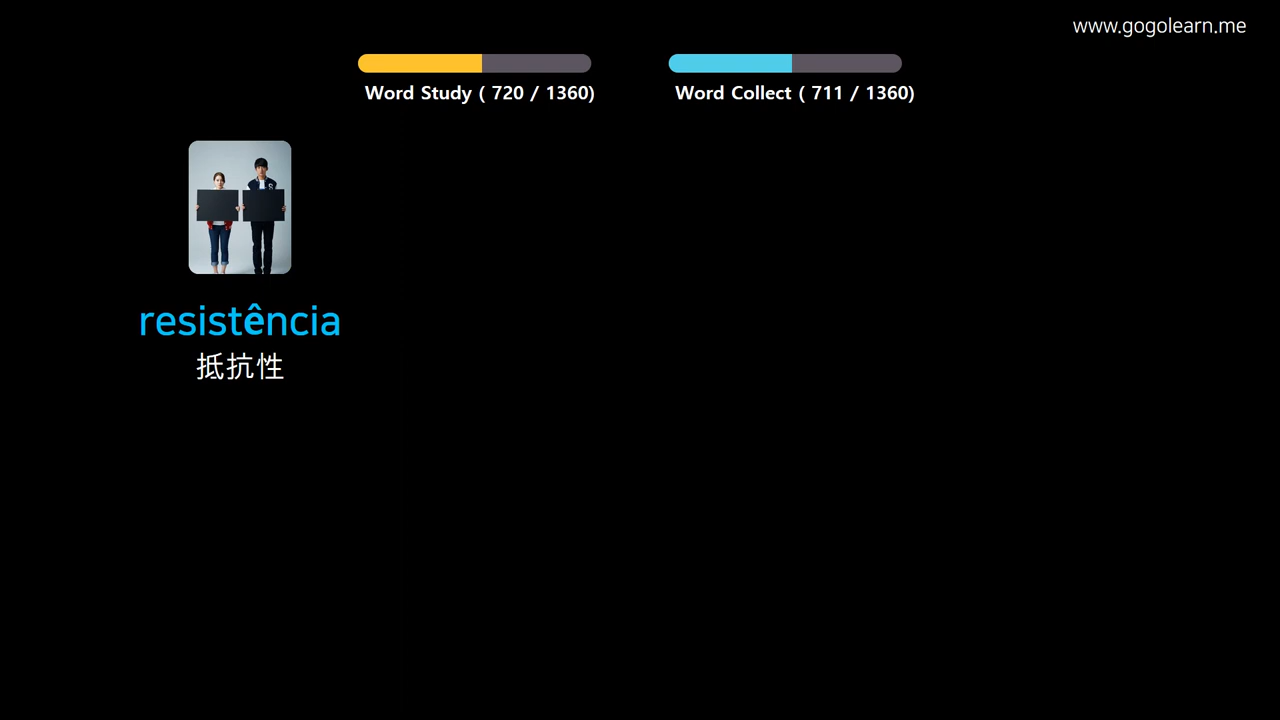 www.gogolearn.me
Word Study ( 720 / 1360)
Word Collect ( 711 / 1360)
resistência
抵抗性